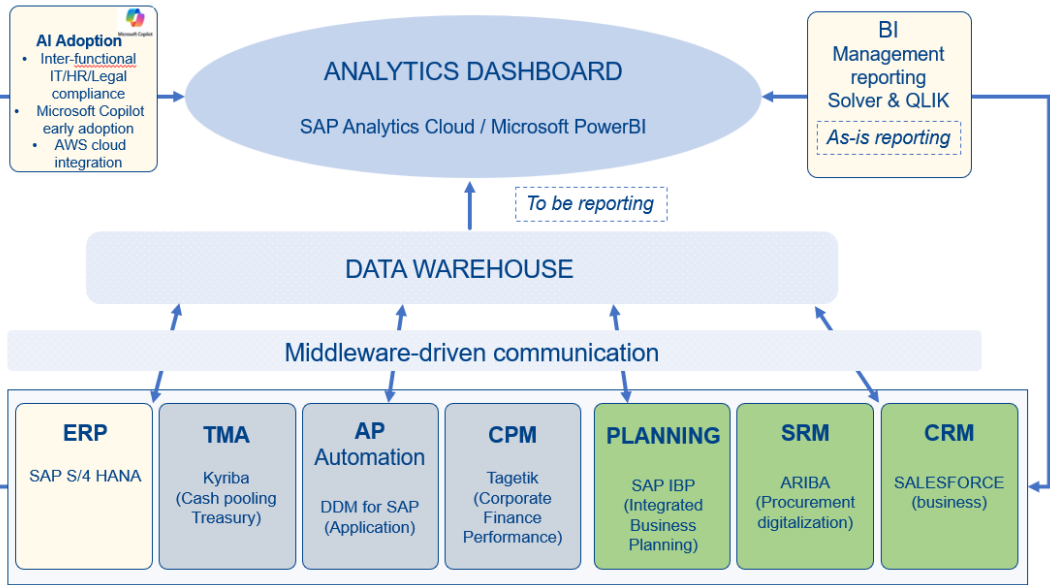 Microsoft Copilot
AI Adoption
• Inter-functional
IT/HR/Legal
compliance
• Microsoft Copilot
early adoption
• AWS cloud
integration
ANALYTICS DASHBOARD
SAP Analytics Cloud / Microsoft PowerBI
BI
Management
reporting
Solver & QLIK
As-is reporting
To be reporting
DATA WAREHOUSE
Middleware-driven communication
ERP
SAP S/4 HANA
TMA
Kyriba
(Cash pooling
Treasury)
AP
Automation
DDM for SAP
(Application)
CPM
Tagetik
(Corporate
Finance
Performance)
PLANNING
SAP IBP
(Integrated
Business
Planning)
SRM
ARIBA
(Procurement
digitalization)
CRM
SALESFORCE
(business)